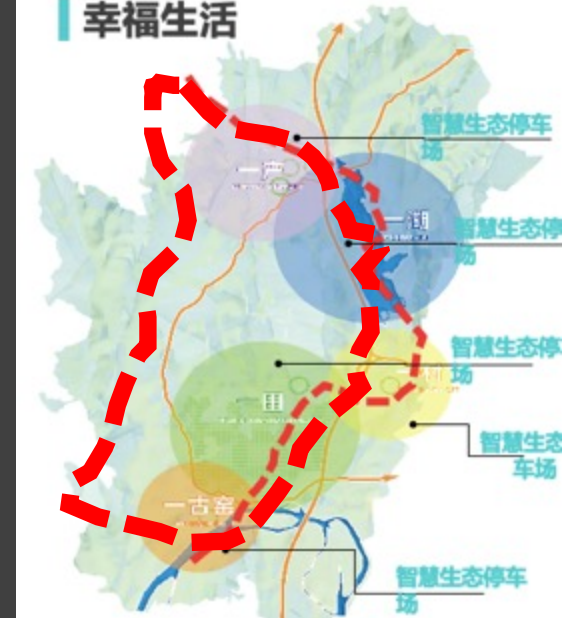 幸福生活
智慧生态停车
场
一产
一湖
智慧生态停
场
智慧生态停
场
一田
智慧生态
车场
一古窑
智慧生态停车
场